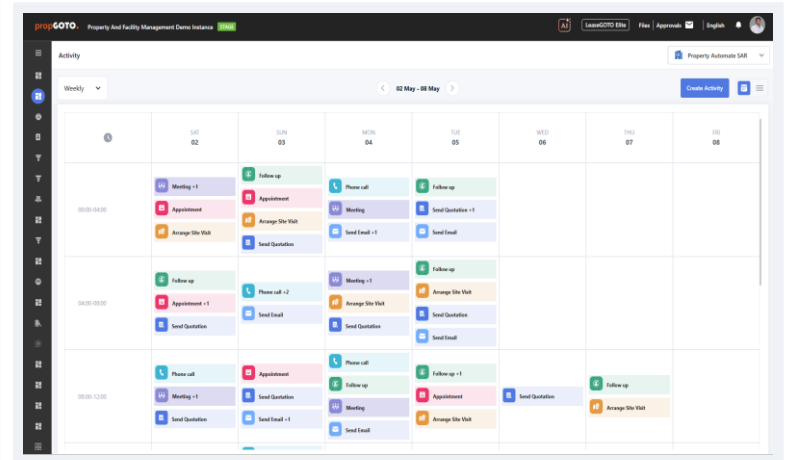 propGOTO. Property And Facility Management Demo Instance STAGE AI LeaseGOTO Elite Files Approvals English
Activity Property Automate SAR
Weekly 02 May - 08 May Create Activity
SAT SUN MON TUE WED THU FRI
02 03 04 05 06 07 08
00:00-04:00
Meeting +1
Appointment
Arrange Site Visit
Follow up
Appointment
Arrange Site Visit
Send Quotation
Phone call
Meeting
Send Email +1
Follow up
Send Quotation +1
Send Email
04:00-08:00
Follow up
Appointment +1
Send Quotation
Phone call +2
Send Email
Meeting +1
Arrange Site Visit
Send Quotation
Follow up
Arrange Site Visit
Send Quotation
Send Email
08:00-12:00
Phone call
Meeting +1
Send Quotation
Appointment
Send Quotation
Send Email +1
Phone call
Follow up
Meeting
Send Email
Follow up +1
Appointment
Arrange Site Visit
Send Quotation
Follow up
Arrange Site Visit